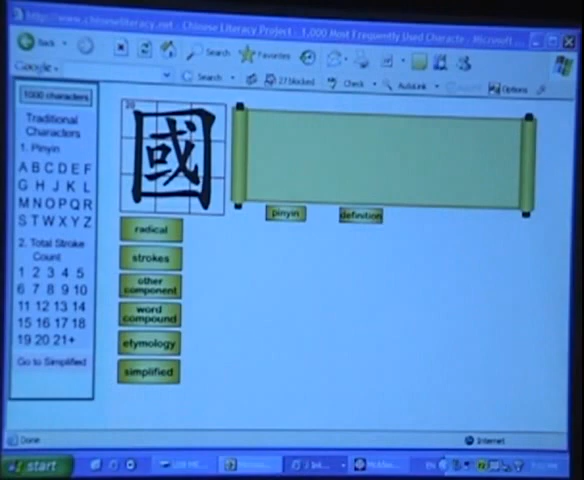 http://www.chineseliteracy.net - Chinese Literacy Project - 1,000 Most Frequently Used Characte - Microsoft
Back
Search
Favorites
Google
Search
27 blocked
Check
AutoLink
Options
1000 characters
Traditional
Characters
1. Pinyin
A B C D E F
G H J K L
M N O P Q R
S T W X Y Z
2. Total Stroke
Count
1 2 3 4 5
6 7 8 9 10
11 12 13 14
15 16 17 18
19 20 21+
Go to Simplified
20
國
pinyin
definition
radical
strokes
other
component
word
compound
etymology
simplified
Done
Internet
start
EN